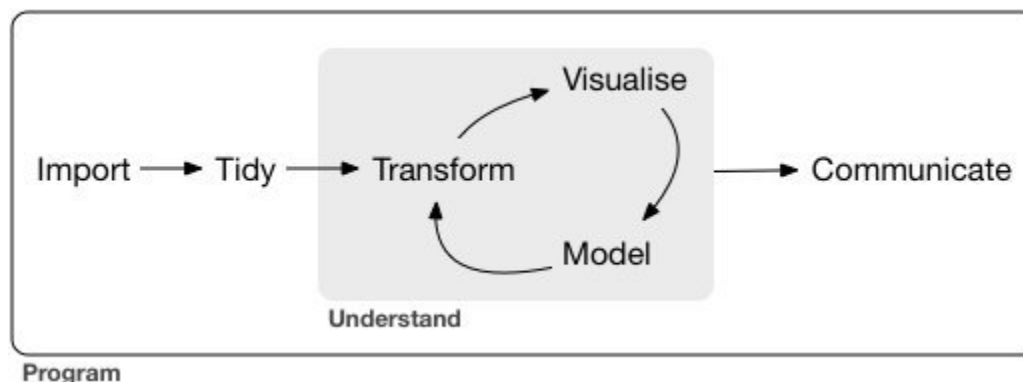 Visualise
Import Tidy Transform Communicate
Model
Understand
Program